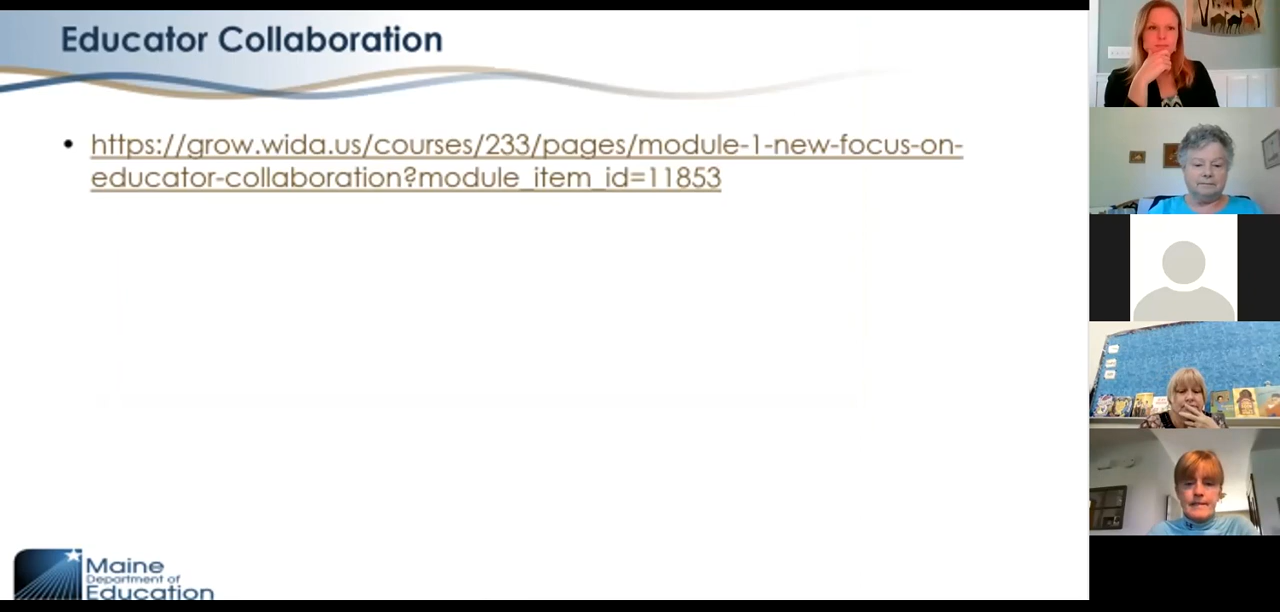 Educator Collaboration
• https://grow.wida.us/courses/233/pages/module-1-new-focus-on-
educator-collaboration?module_item_id=11853
Maine
Department of
Education